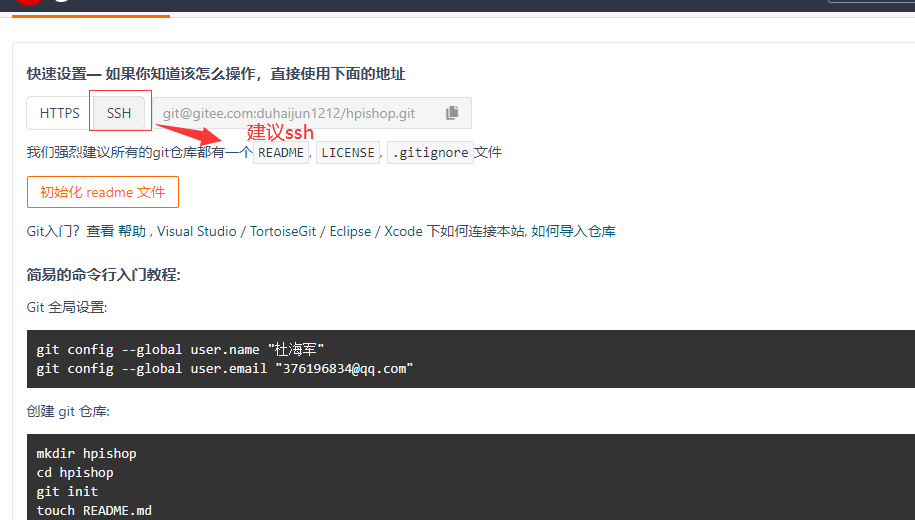 快速设置— 如果你知道该怎么操作，直接使用下面的地址
HTTPS SSH git@gitee.com:duhaijun1212/hpishop.git
建议ssh
我们强烈建议所有的git仓库都有一个 README , LICENSE , .gitignore 文件
初始化 readme 文件
Git入门？查看 帮助 , Visual Studio / TortoiseGit / Eclipse / Xcode 下如何连接本站, 如何导入仓库
简易的命令行入门教程:
Git 全局设置:
git config --global user.name "杜海军"
git config --global user.email "376196834@qq.com"
创建 git 仓库:
mkdir hpishop
cd hpishop
git init
touch README.md